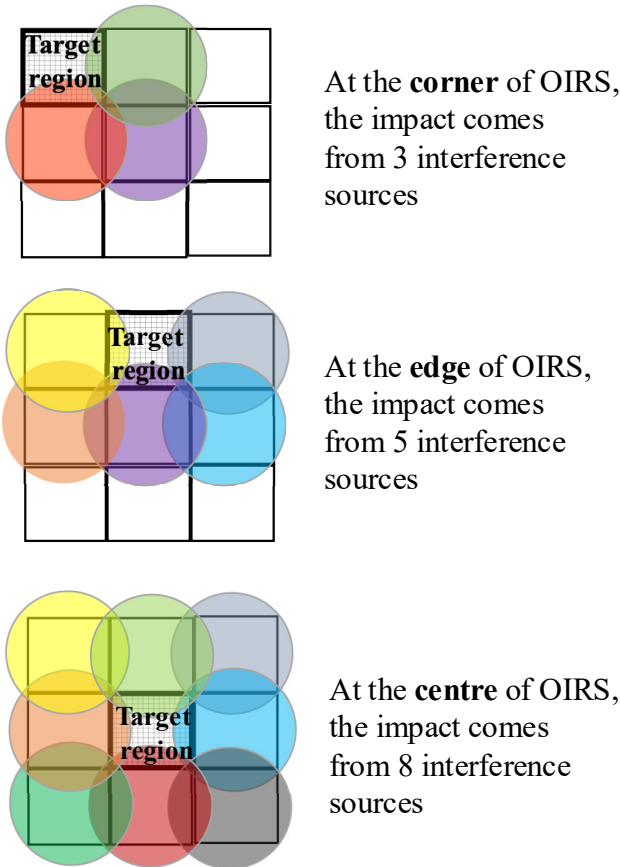 Target
region
At the corner of OIRS,
the impact comes
from 3 interference
sources
Target
region
At the edge of OIRS,
the impact comes
from 5 interference
sources
Target
region
At the centre of OIRS,
the impact comes
from 8 interference
sources